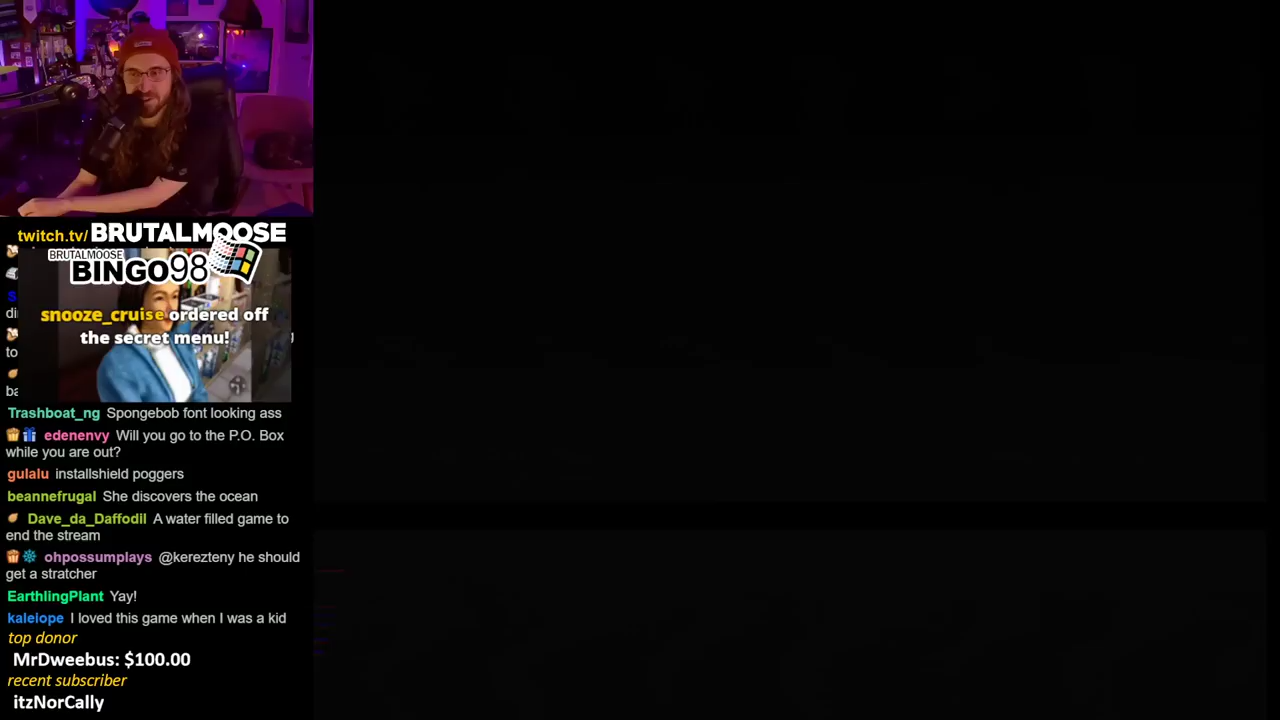 twitch.tv/BRUTALMOOSE
BRUTALMOOSE
BINGO98
snooze_cruise ordered off
the secret menu!
Trashboat_ng Spongebob font looking ass
edenenvy Will you go to the P.O. Box
while you are out?
gulalu installshield poggers
beannefrugal She discovers the ocean
Dave_da_Daffodil A water filled game to
end the stream
ohpossumplays @kerezteny he should
get a stratcher
EarthlingPlant Yay!
kaleiope I loved this game when I was a kid
top donor
MrDweebus: $100.00
recent subscriber
itzNorCally